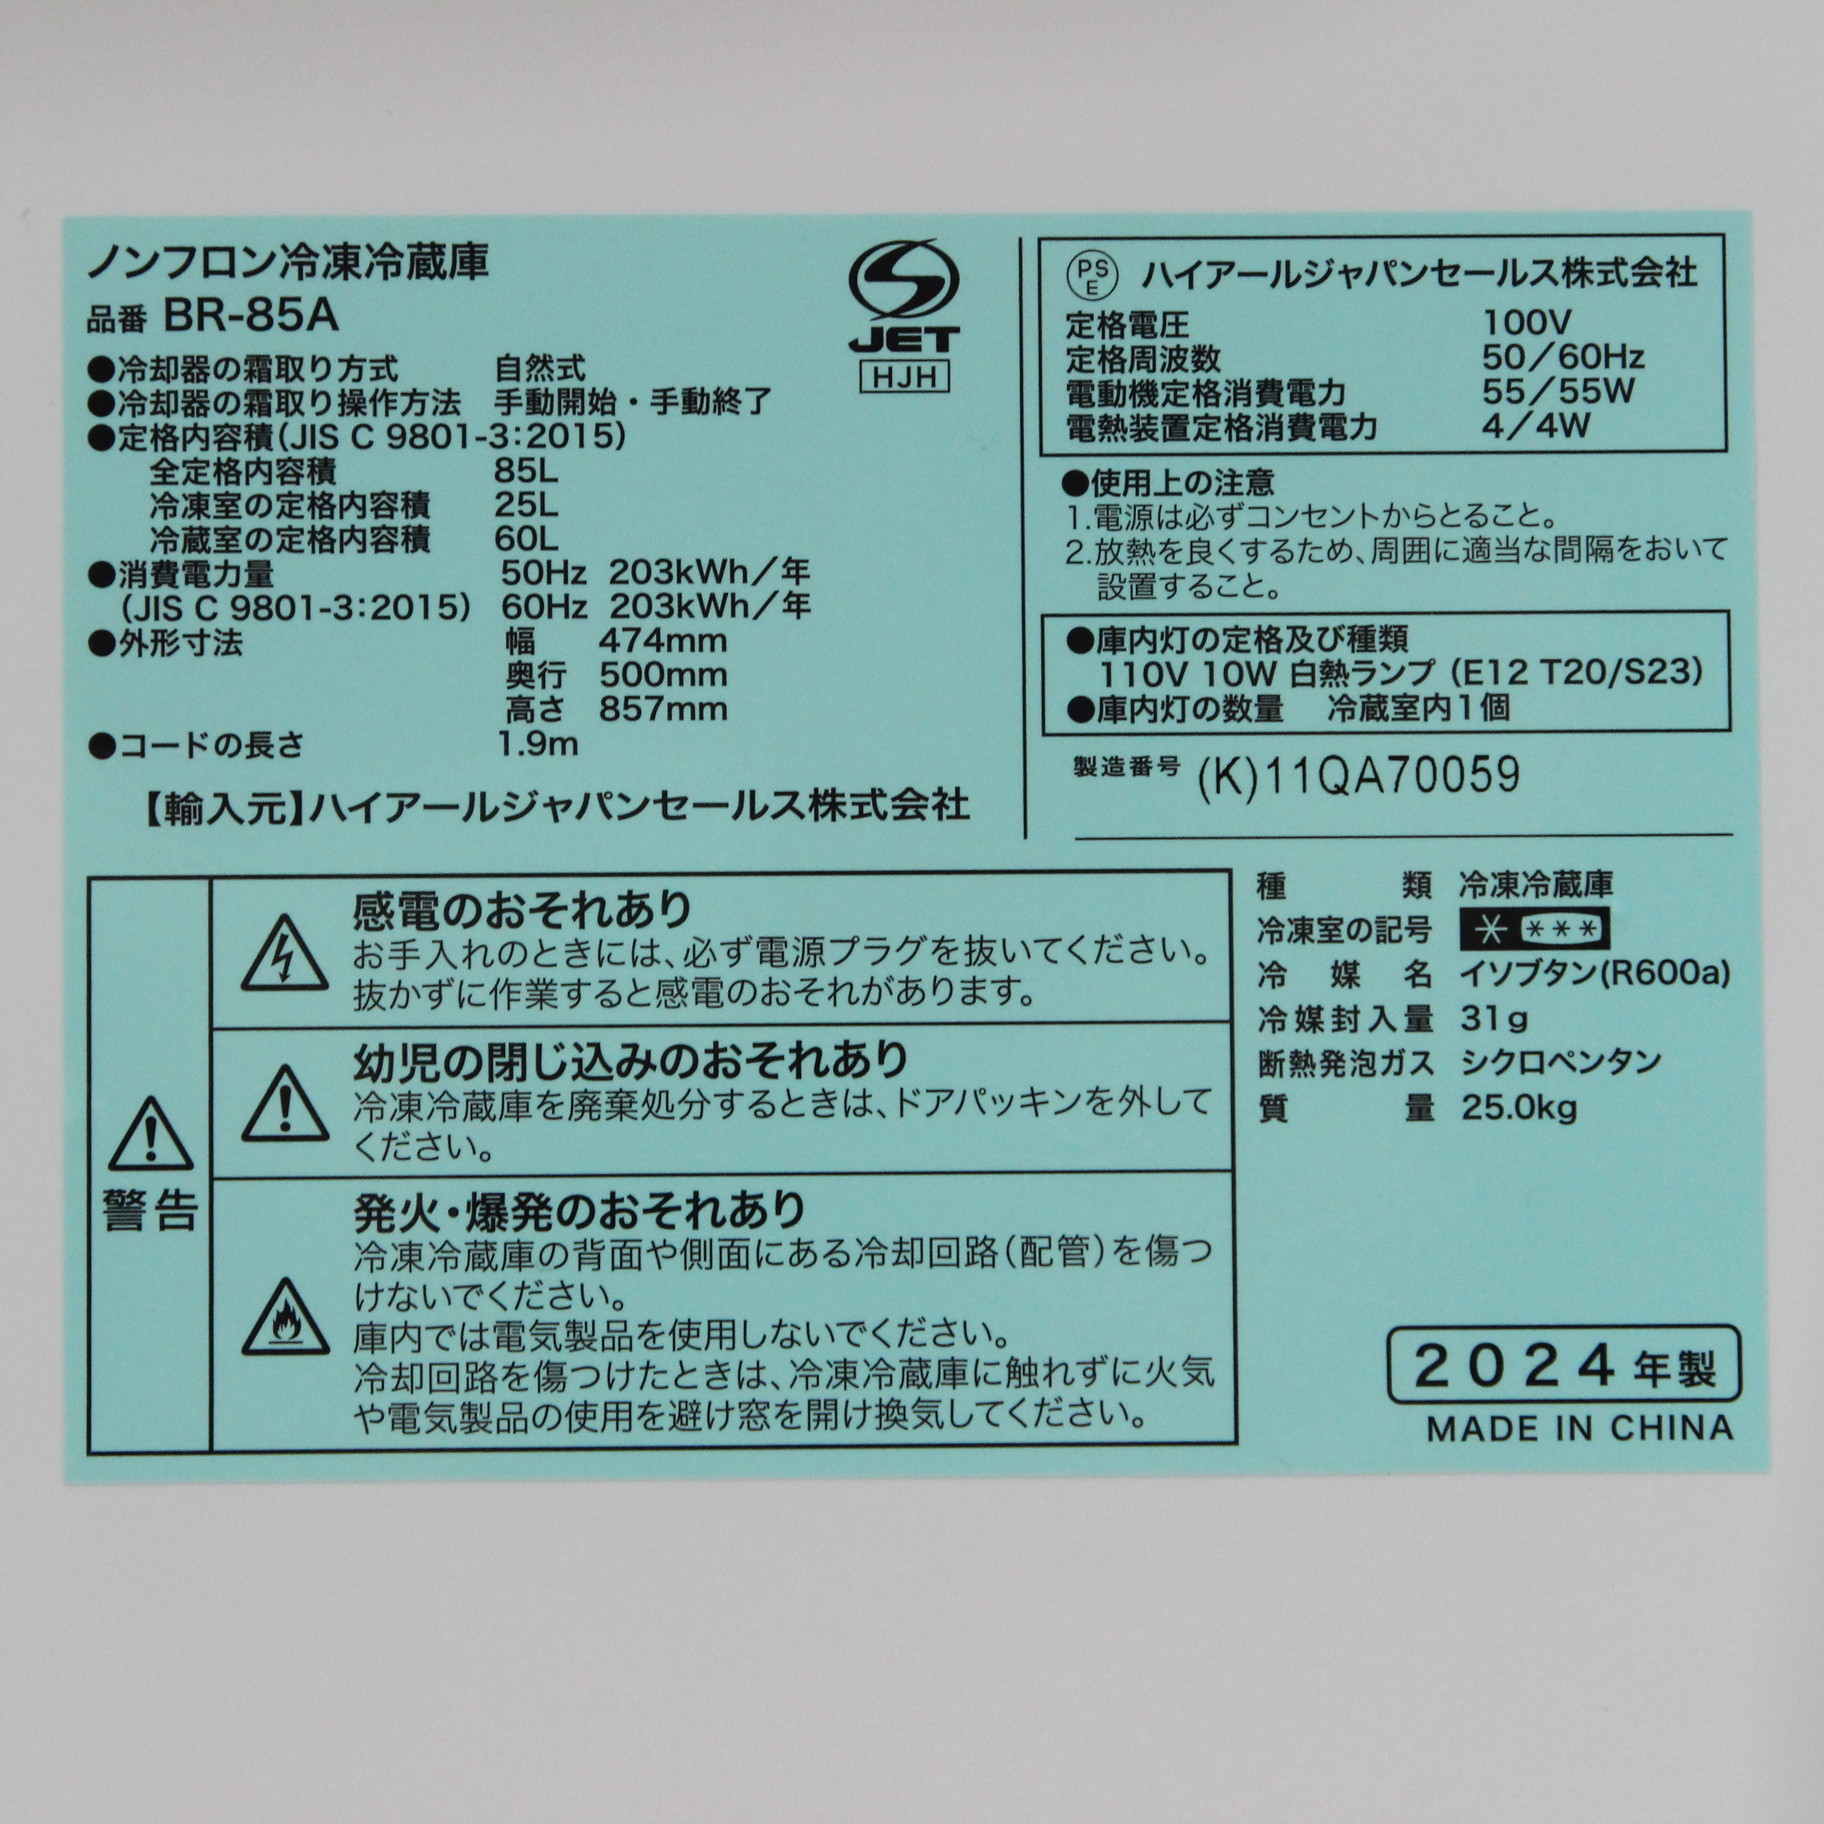 ノンフロン冷凍冷蔵庫
品番 BR-85A
●冷却器の霜取り方式 自然式
●冷却器の霜取り操作方法 手動開始・手動終了
●定格内容積(JIS C 9801-3:2015)
全定格内容積 85L
冷凍室の定格内容積 25L
冷蔵室の定格内容積 60L
●消費電力量 50Hz 203kWh/年
(JIS C 9801-3:2015) 60Hz 203kWh/年
●外形寸法 幅 474mm
奥行 500mm
高さ 857mm
●コードの長さ 1.9m
【輸入元】ハイアールジャパンセールス株式会社
JET
HJH
PS
E
ハイアールジャパンセールス株式会社
定格電圧 100V
定格周波数 50/60Hz
電動機定格消費電力 55/55W
電熱装置定格消費電力 4/4W
●使用上の注意
1.電源は必ずコンセントからとること。
2.放熱を良くするため、周囲に適当な間隔をおいて
設置すること。
●庫内灯の定格及び種類
110V 10W 白熱ランプ (E12 T20/S23)
●庫内灯の数量 冷蔵室内1個
製造番号 (K)11QA70059
警告
感電のおそれあり
お手入れのときには、必ず電源プラグを抜いてください。
抜かずに作業すると感電のおそれがあります。
幼児の閉じ込みのおそれあり
冷凍冷蔵庫を廃棄処分するときは、ドアパッキンを外して
ください。
発火・爆発のおそれあり
冷凍冷蔵庫の背面や側面にある冷却回路(配管)を傷つ
けないでください。
庫内では電気製品を使用しないでください。
冷却回路を傷つけたときは、冷凍冷蔵庫に触れずに火気
や電気製品の使用を避け窓を開け換気してください。
種類 冷凍冷蔵庫
冷凍室の記号 * ***
冷媒名 イソブタン(R600a)
冷媒封入量 31g
断熱発泡ガス シクロペンタン
質量 25.0kg
2024年製
MADE IN CHINA